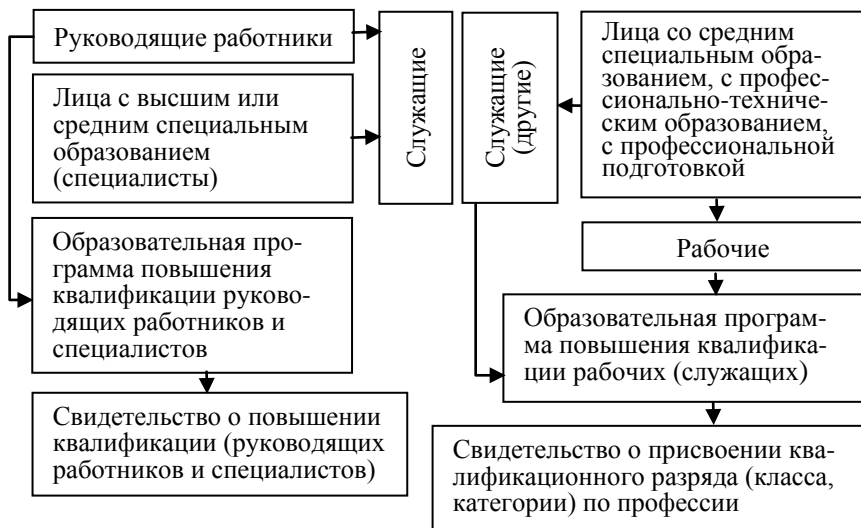 Руководящие работники
Лица с высшим или
средним специальным
образованием
(специалисты)
Служащие
Служащие
(другие)
Лица со средним
специальным обра-
зованием, с профес-
сионально-техниче-
ским образованием,
с профессиональной
подготовкой
Рабочие
Образовательная про-
грамма повышения
квалификации руково-
дящих работников и
специалистов
Образовательная програм-
ма повышения квалифика-
ции рабочих (служащих)
Свидетельство о повышении
квалификации (руководящих
работников и специалистов)
Свидетельство о присвоении ква-
лификационного разряда (класса,
категории) по профессии